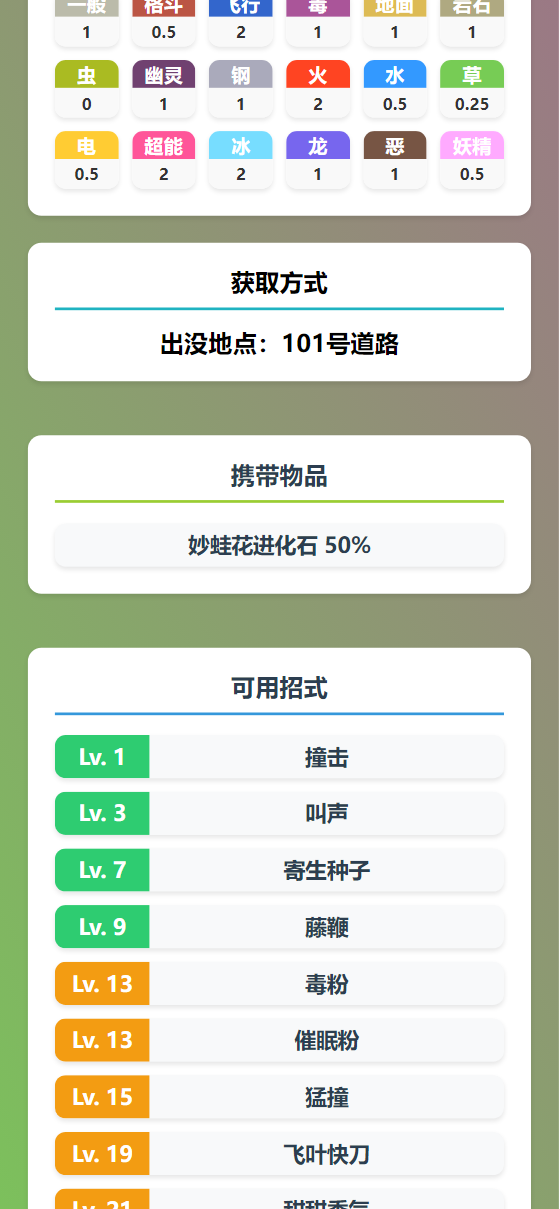 一般 格斗 飞行 毒 地面 岩石
1 0.5 2 1 1 1
虫 幽灵 钢 火 水 草
0 1 1 2 0.5 0.25
电 超能 冰 龙 恶 妖精
0.5 2 2 1 1 0.5
获取方式
出没地点：101号道路
携带物品
妙蛙花进化石 50%
可用招式
Lv. 1 撞击
Lv. 3 叫声
Lv. 7 寄生种子
Lv. 9 藤鞭
Lv. 13 毒粉
Lv. 13 催眠粉
Lv. 15 猛撞
Lv. 19 飞叶快刀
Lv. 21 甜甜香气